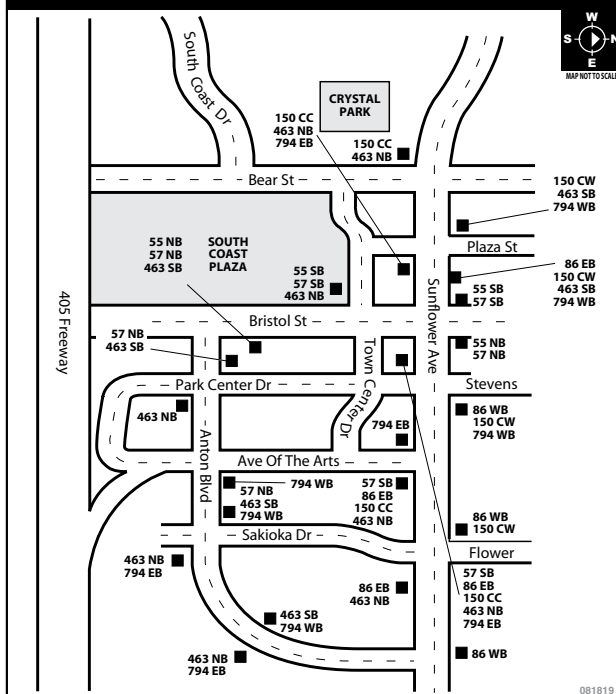 W
S
N
E
MAP NOT TO SCALE
South Coast Dr
CRYSTAL
PARK
150 CC
463 NB
794 EB
150 CC
463 NB
Bear St
150 CW
463 SB
794 WB
Plaza St
55 NB
57 NB
463 SB
SOUTH
COAST
PLAZA
55 SB
57 SB
463 NB
86 EB
150 CW
463 SB
794 WB
55 SB
57 SB
405 Freeway
Sunflower Ave
Bristol St
57 NB
463 SB
55 NB
57 NB
Town Center Dr
Park Center Dr
Stevens
463 NB
86 WB
150 CW
794 WB
794 EB
Anton Blvd
Ave Of The Arts
794 WB
57 NB
463 SB
794 WB
57 SB
86 EB
150 CC
463 NB
86 WB
150 CW
Sakioka Dr
Flower
463 NB
794 EB
86 EB
463 NB
57 SB
86 EB
150 CC
463 NB
794 EB
463 SB
794 WB
463 NB
794 EB
86 WB
081819